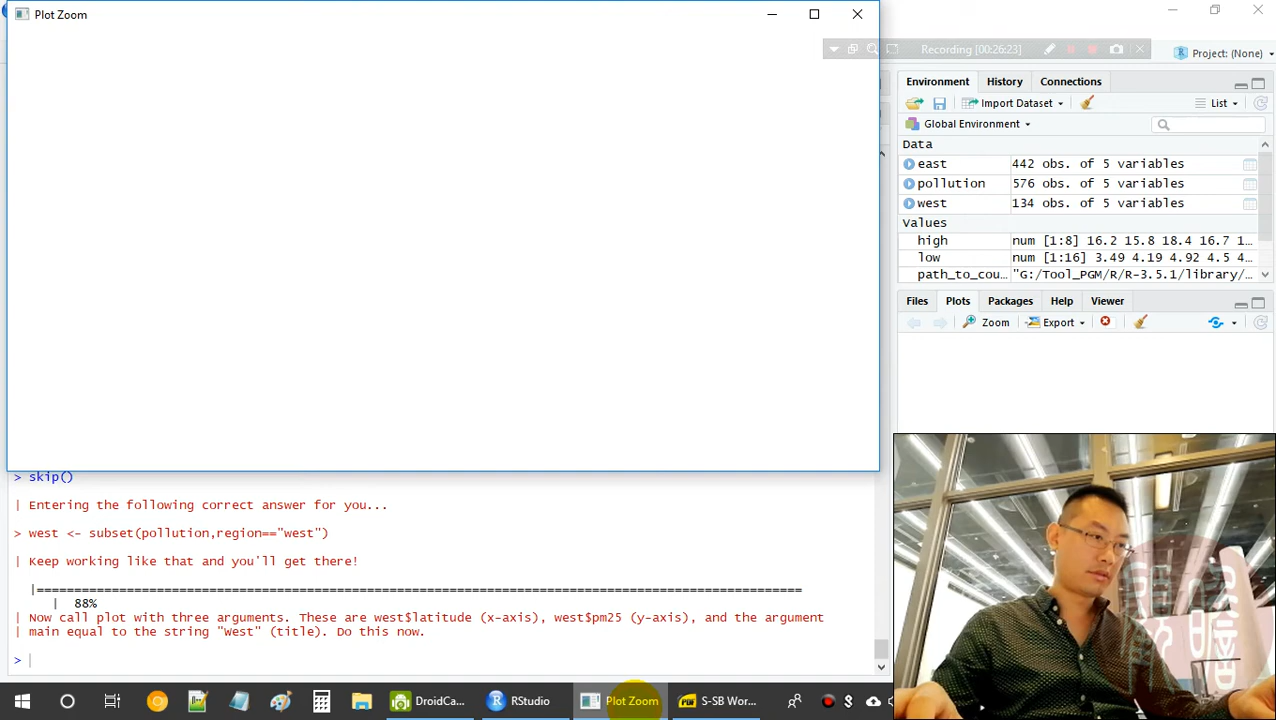 Plot Zoom
Recording [00:26:23]
Project: (None)
Environment History Connections
Import Dataset List
Global Environment
Data
east 442 obs. of 5 variables
pollution 576 obs. of 5 variables
west 134 obs. of 5 variables
Values
high num [1:8] 16.2 15.8 18.4 16.7 1…
low num [1:16] 3.49 4.19 4.92 4.5 4…
path_to_cou… "G:/Tool_PGM/R/R-3.5.1/library/…
Files Plots Packages Help Viewer
Zoom Export
> skip()
| Entering the following correct answer for you...
> west <- subset(pollution,region=="west")
| Keep working like that and you'll get there!
|======================================================================================================
| 88%
| Now call plot with three arguments. These are west$latitude (x-axis), west$pm25 (y-axis), and the argument
| main equal to the string "West" (title). Do this now.
>
DroidCa... RStudio Plot Zoom S-SB Wor...